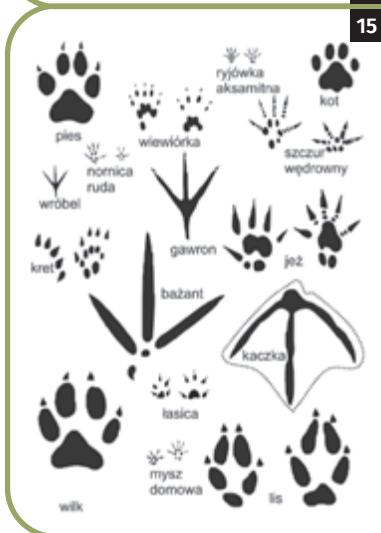 15
ryjówka
aksamitna
kot
pies
wiewiórka
szczur
wędrowny
nornica
ruda
wróbel
gawron
jeż
kret
bażant
kaczka
łasica
mysz
domowa
wilk
lis